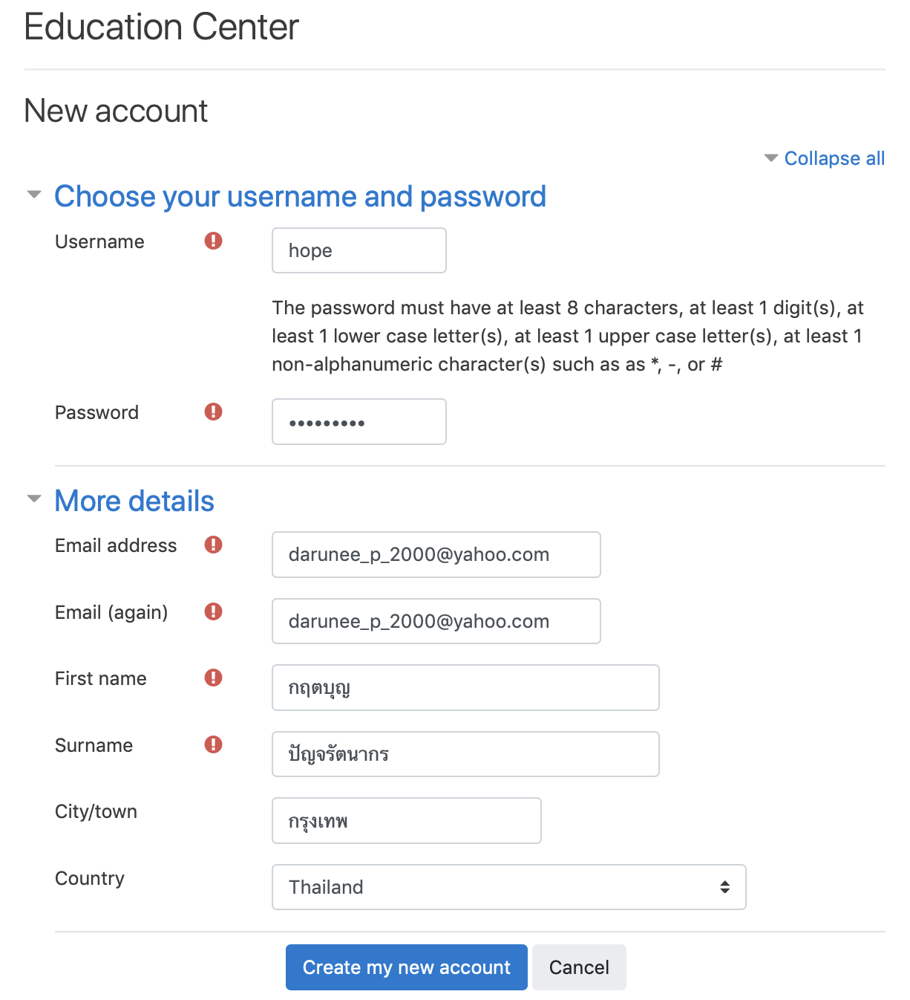 Education Center
New account
Collapse all
Choose your username and password
Username
hope
The password must have at least 8 characters, at least 1 digit(s), at
least 1 lower case letter(s), at least 1 upper case letter(s), at least 1
non-alphanumeric character(s) such as as *, -, or #
Password
•••••••••
More details
Email address
darunee_p_2000@yahoo.com
Email (again)
darunee_p_2000@yahoo.com
First name
กฤตบุญ
Surname
ปัญจรัตนากร
City/town
กรุงเทพ
Country
Thailand
Create my new account
Cancel